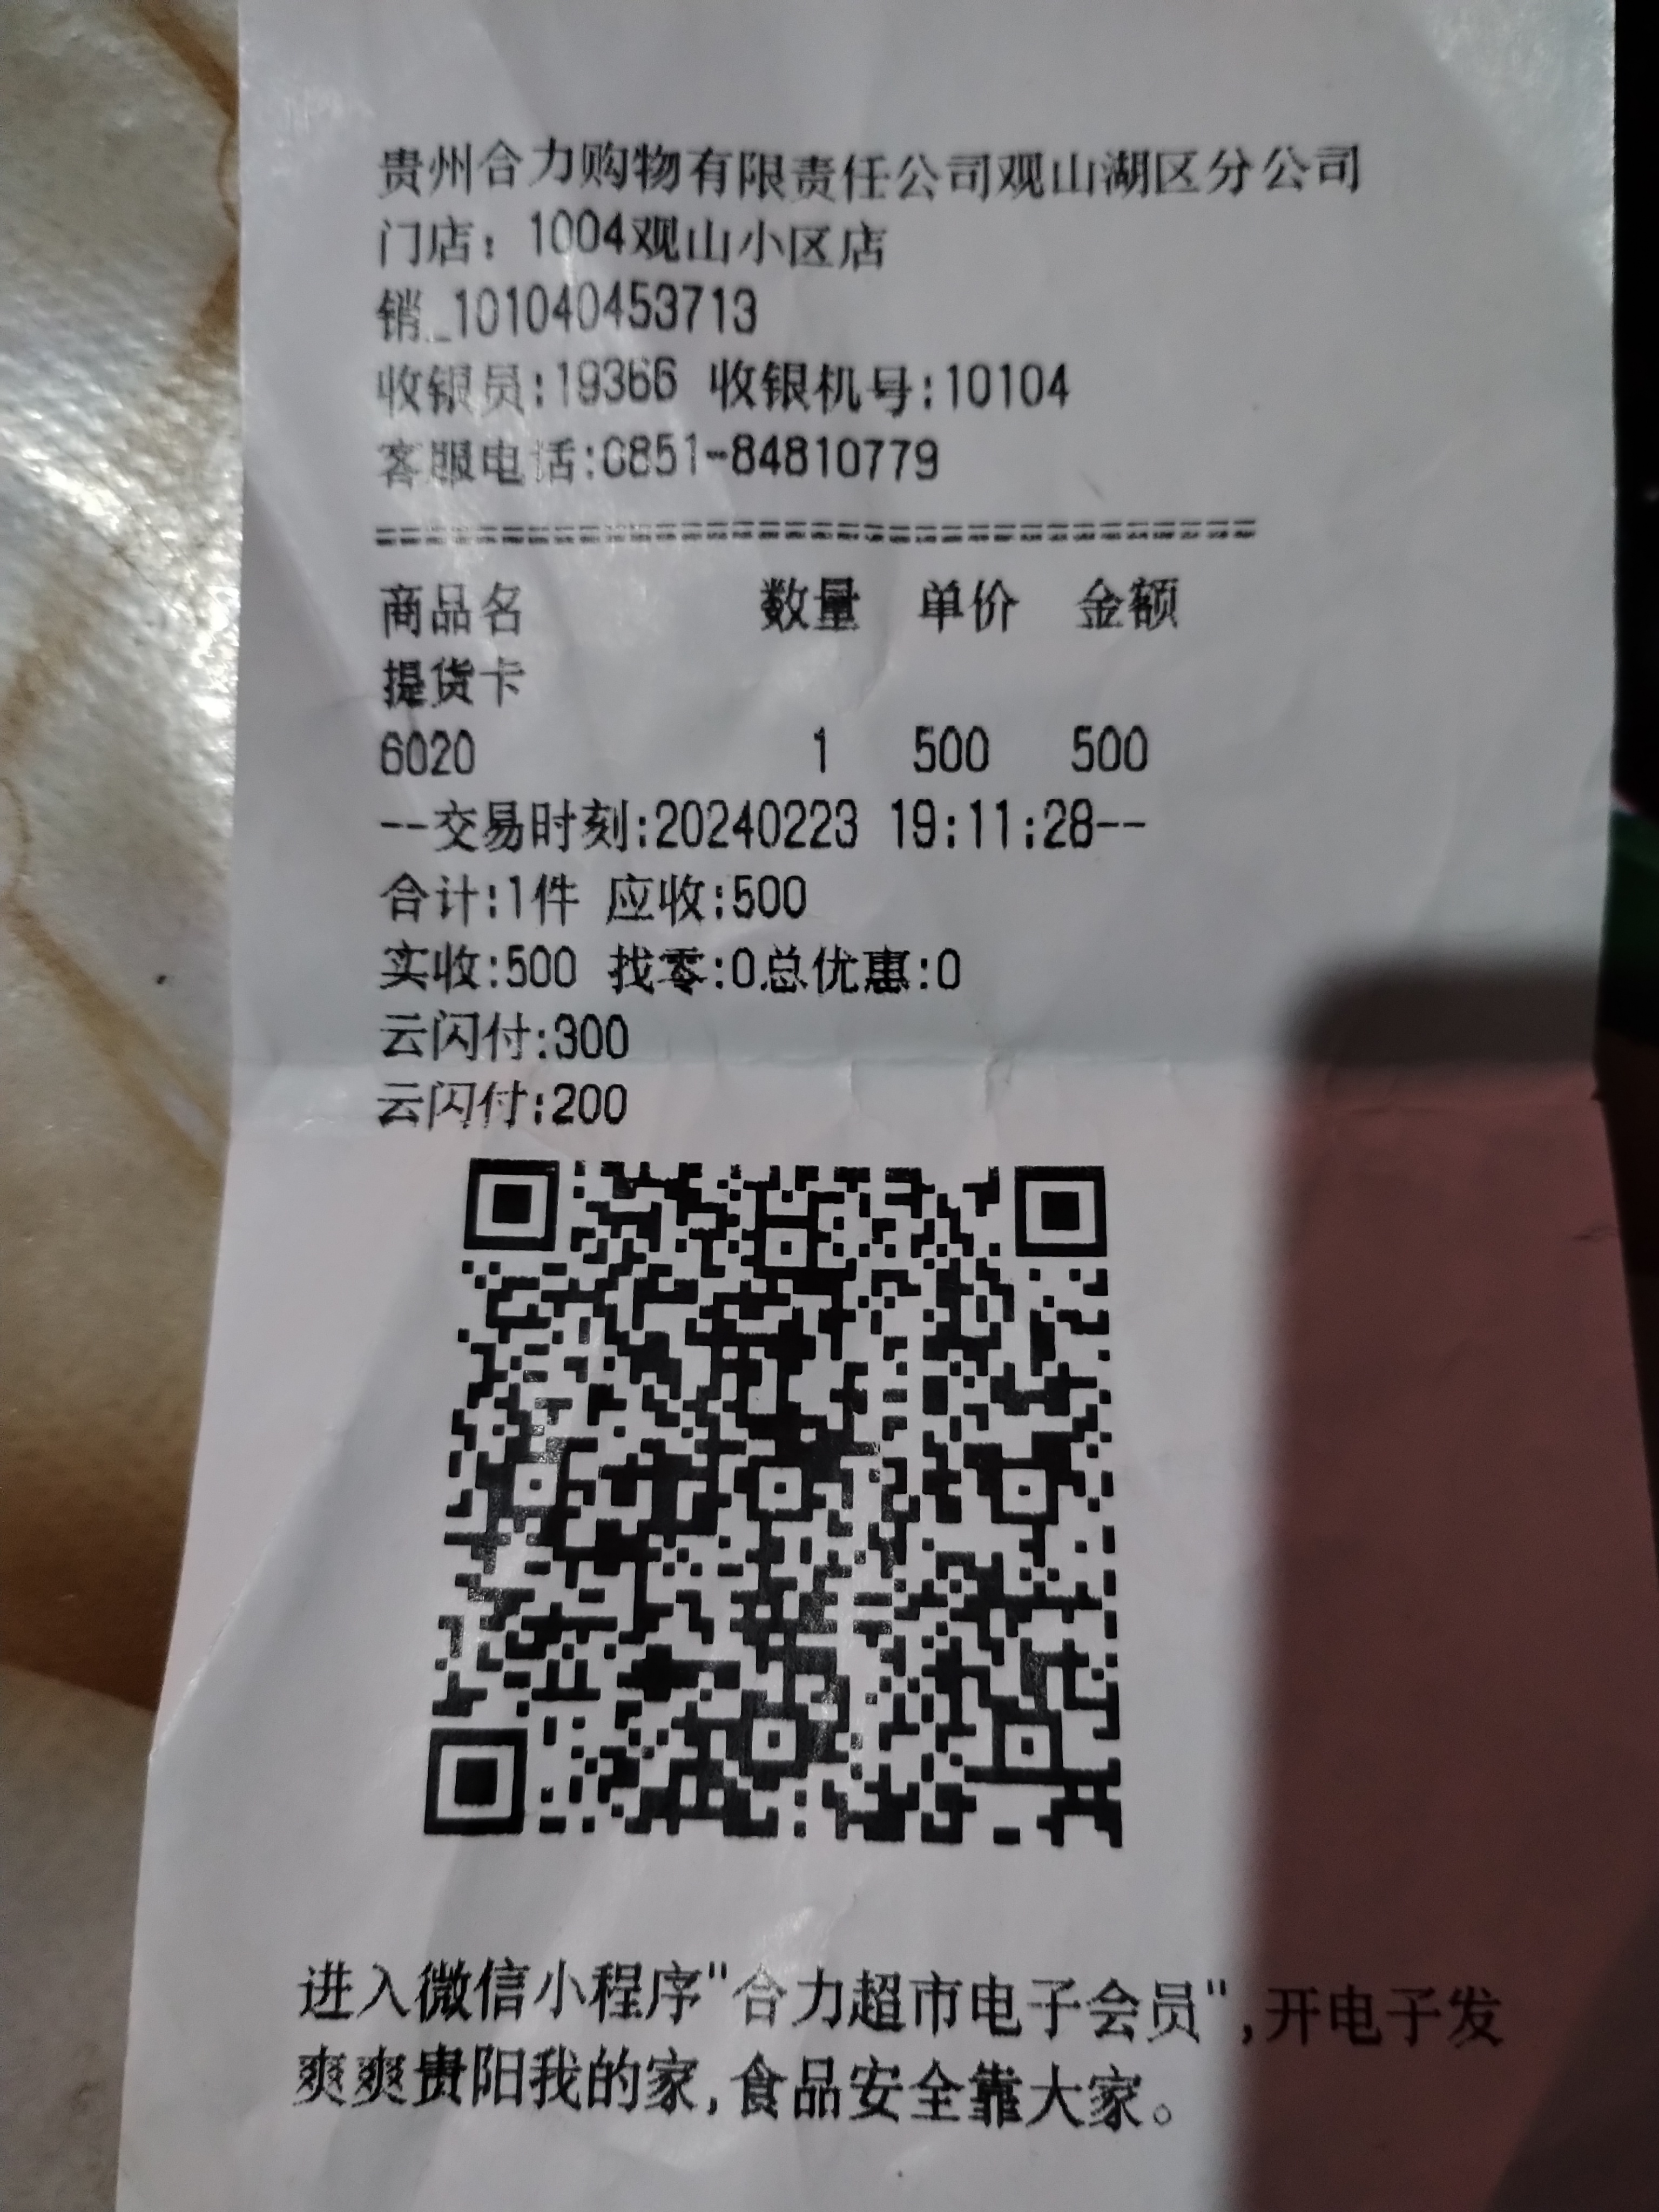 贵州合力购物有限责任公司观山湖区分公司
门店：1004观山小区店
销_101040453713
收银员:19366 收银机号:10104
客服电话:0851-84810779
===================================
商品名 数量 单价 金额
提货卡
6020 1 500 500
--交易时刻:20240223 19:11:28--
合计:1件 应收:500
实收:500 找零:0总优惠:0
云闪付:300
云闪付:200
进入微信小程序"合力超市电子会员",开电子发
爽爽贵阳我的家,食品安全靠大家。